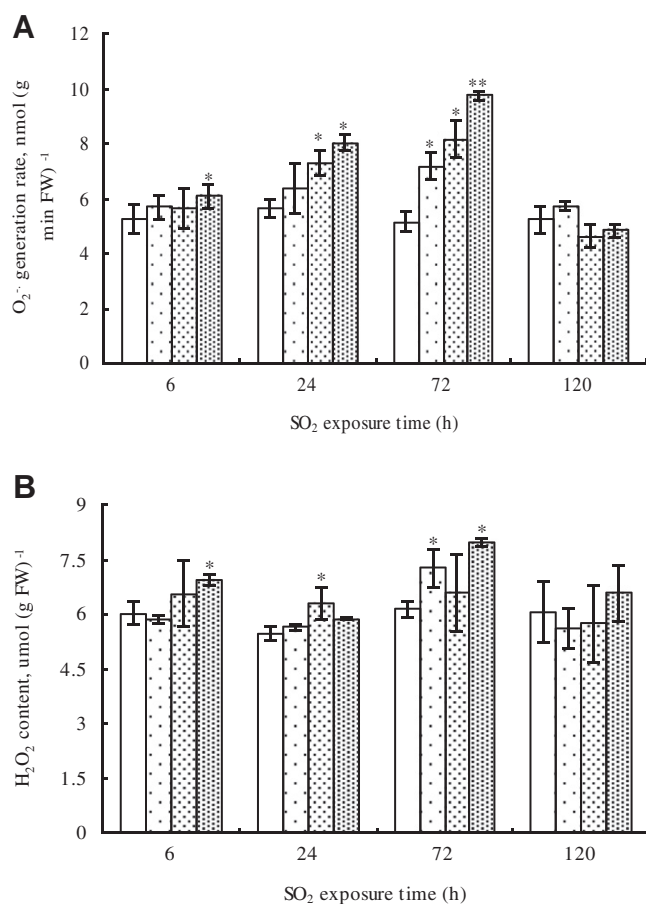 A
O₂⁻· generation rate, nmol (g
min FW) ⁻¹
12
10
8
6
4
2
0
* * * * * **
6 24 72 120
SO₂ exposure time (h)
B
H₂O₂ content, umol (g FW) ⁻¹
9
7.5
6
4.5
3
1.5
0
* * * *
6 24 72 120
SO₂ exposure time (h)